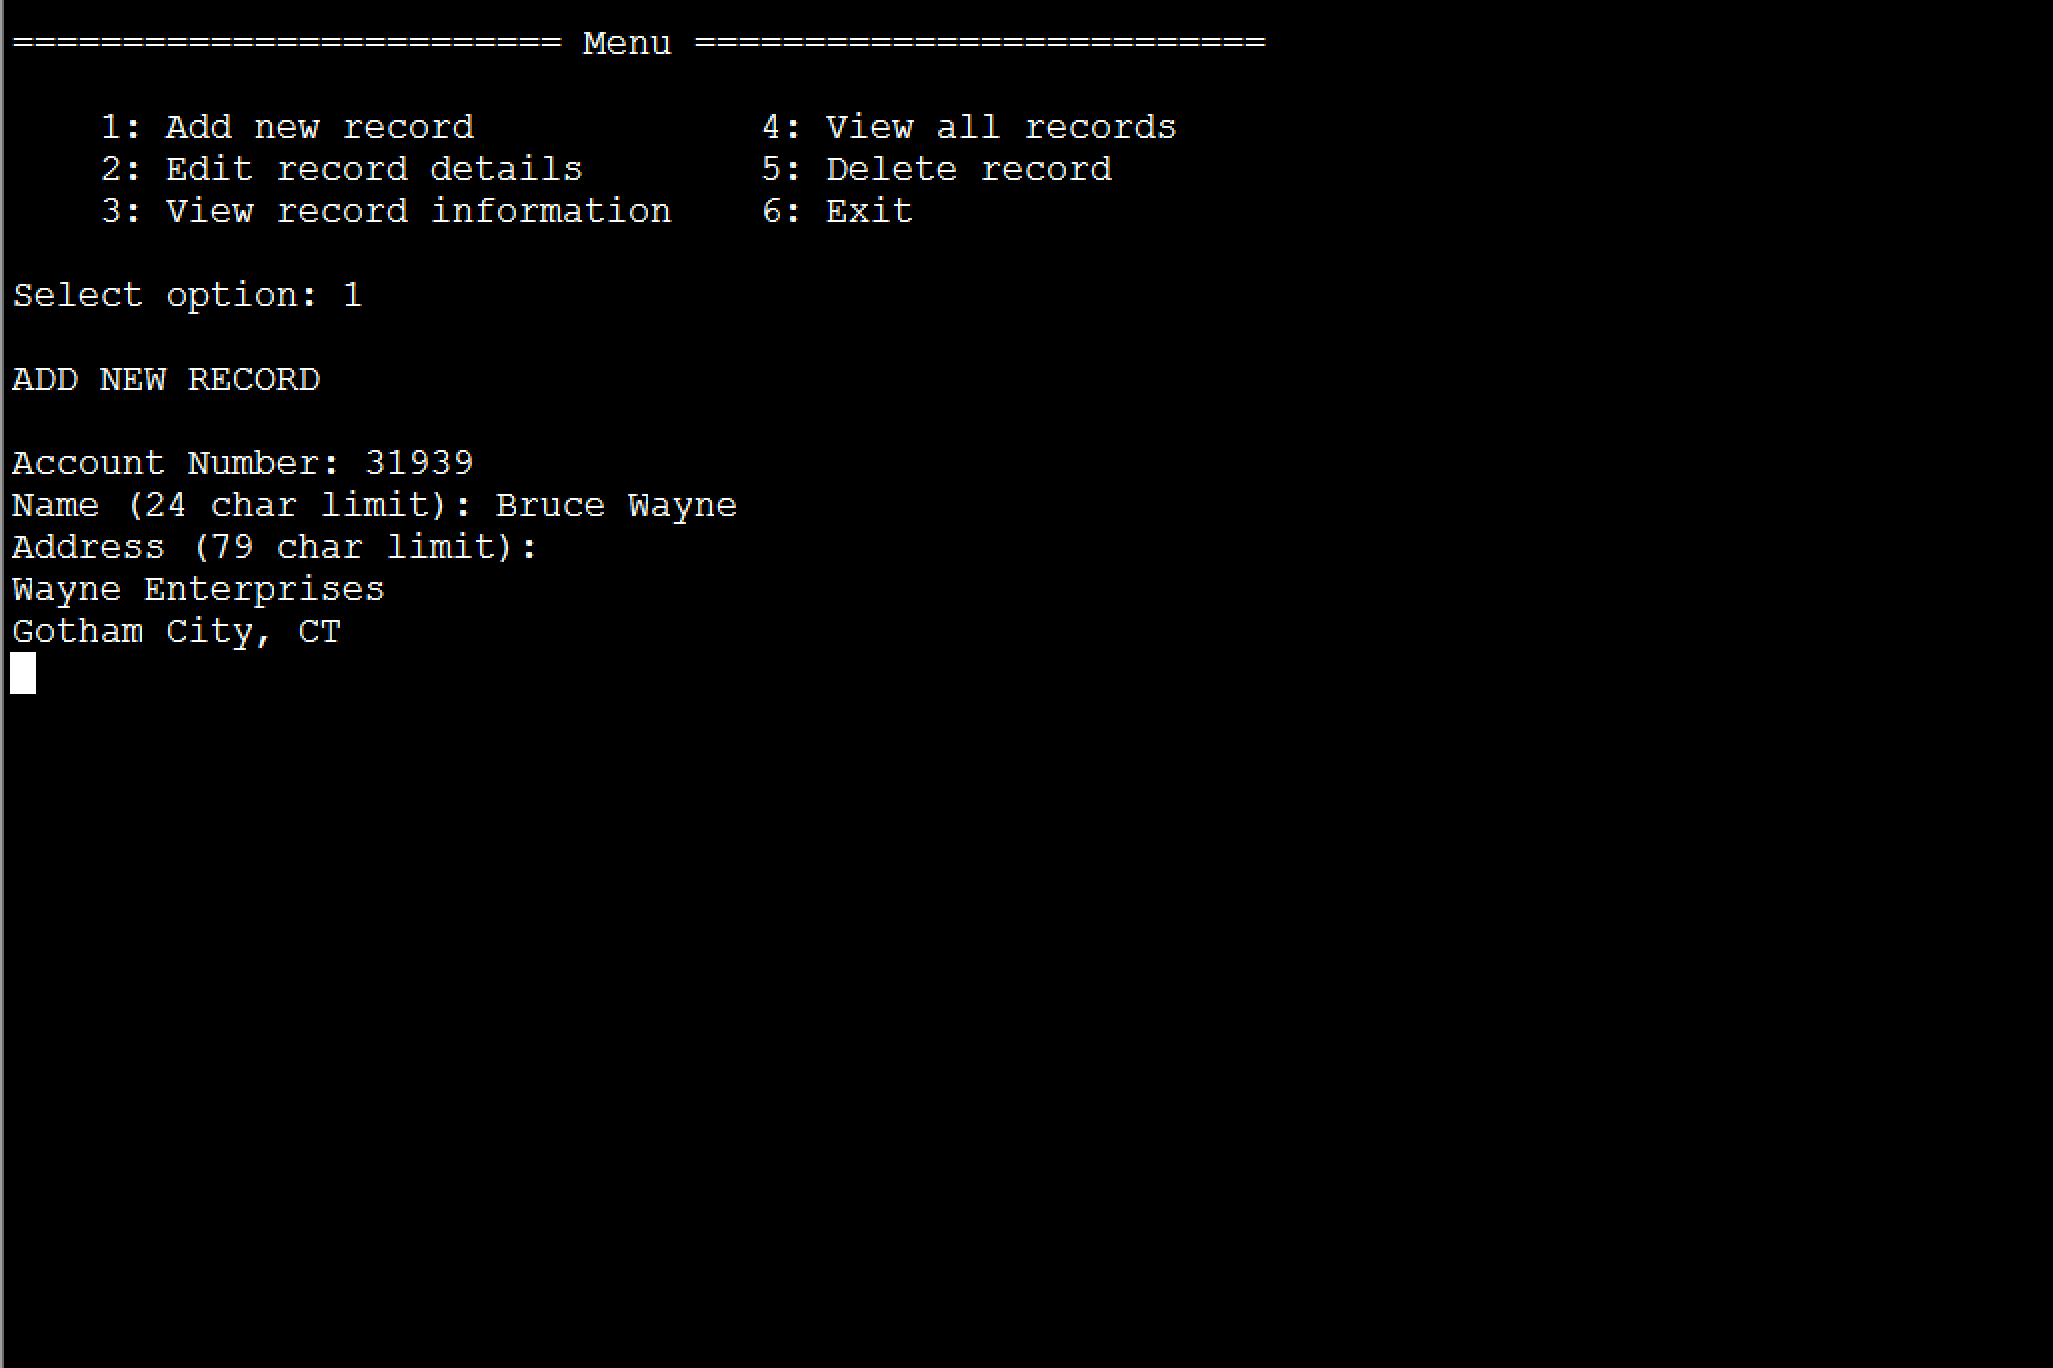 ========================= Menu ==========================
1: Add new record 4: View all records
2: Edit record details 5: Delete record
3: View record information 6: Exit
Select option: 1
ADD NEW RECORD
Account Number: 31939
Name (24 char limit): Bruce Wayne
Address (79 char limit):
Wayne Enterprises
Gotham City, CT